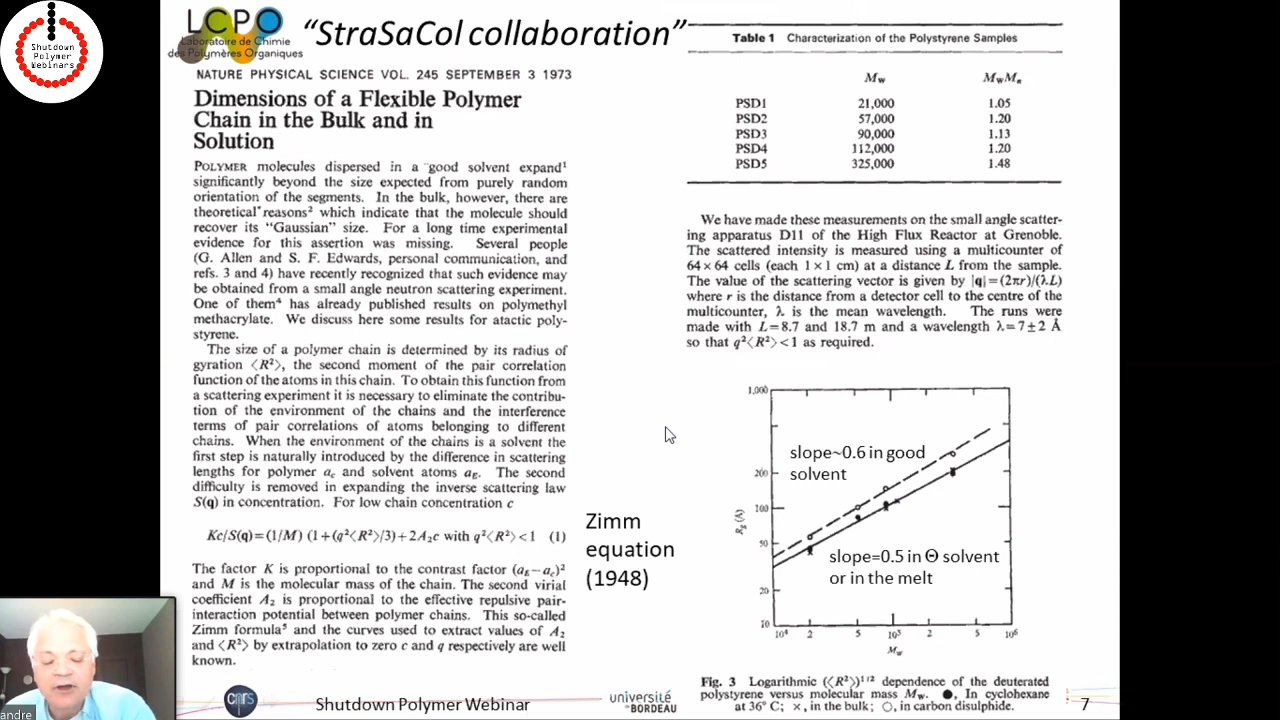 Shutdown
Polymer
Webinars
LCPO
Laboratoire de Chimie
des Polymères Organiques
“StraSaCol collaboration”
NATURE PHYSICAL SCIENCE VOL. 245 SEPTEMBER 3 1973
Dimensions of a Flexible Polymer
Chain in the Bulk and in
Solution
POLYMER molecules dispersed in a good solvent expand¹
significantly beyond the size expected from purely random
orientation of the segments. In the bulk, however, there are
theoretical reasons² which indicate that the molecule should
recover its "Gaussian" size. For a long time experimental
evidence for this assertion was missing. Several people
(G. Allen and S. F. Edwards, personal communication, and
refs. 3 and 4) have recently recognized that such evidence may
be obtained from a small angle neutron scattering experiment.
One of them⁴ has already published results on polymethyl
methacrylate. We discuss here some results for atactic poly-
styrene.
The size of a polymer chain is determined by its radius of
gyration ⟨R²⟩, the second moment of the pair correlation
function of the atoms in this chain. To obtain this function from
a scattering experiment it is necessary to eliminate the contribu-
tion of the environment of the chains and the interference
terms of pair correlations of atoms belonging to different
chains. When the environment of the chains is a solvent the
first step is naturally introduced by the difference in scattering
lengths for polymer a_c and solvent atoms a_E. The second
difficulty is removed in expanding the inverse scattering law
S(q) in concentration. For low chain concentration c
Kc/S(q)=(1/M) (1+(q²⟨R²⟩/3)+2A₂c with q²⟨R²⟩<1 (1)
The factor K is proportional to the contrast factor (a_E−a_c)²
and M is the molecular mass of the chain. The second virial
coefficient A₂ is proportional to the effective repulsive pair-
interaction potential between polymer chains. This so-called
Zimm formula⁵ and the curves used to extract values of A₂
and ⟨R²⟩ by extrapolation to zero c and q respectively are well
known.
Zimm
equation
(1948)
Table 1 Characterization of the Polystyrene Samples
Mw MwMn
PSD1 21,000 1.05
PSD2 57,000 1.20
PSD3 90,000 1.13
PSD4 112,000 1.20
PSD5 325,000 1.48
We have made these measurements on the small angle scatter-
ing apparatus D11 of the High Flux Reactor at Grenoble.
The scattered intensity is measured using a multicounter of
64×64 cells (each 1×1 cm) at a distance L from the sample.
The value of the scattering vector is given by |q|=(2πr)/(λL)
where r is the distance from a detector cell to the centre of the
multicounter, λ is the mean wavelength. The runs were
made with L=8.7 and 18.7 m and a wavelength λ=7±2 Å
so that q²⟨R²⟩<1 as required.
1,000
200
100
50
20
10
Rg (Å)
slope~0.6 in good
solvent
slope=0.5 in Θ solvent
or in the melt
10⁴ 2 5 10⁵ 2 5 10⁶
Mw
Fig. 3 Logarithmic (⟨R²⟩)^1/2 dependence of the deuterated
polystyrene versus molecular mass Mw. ●, In cyclohexane
at 36° C; ×, in the bulk; ○, in carbon disulphide.
andre
cnrs
Shutdown Polymer Webinar
université
de BORDEAU
7